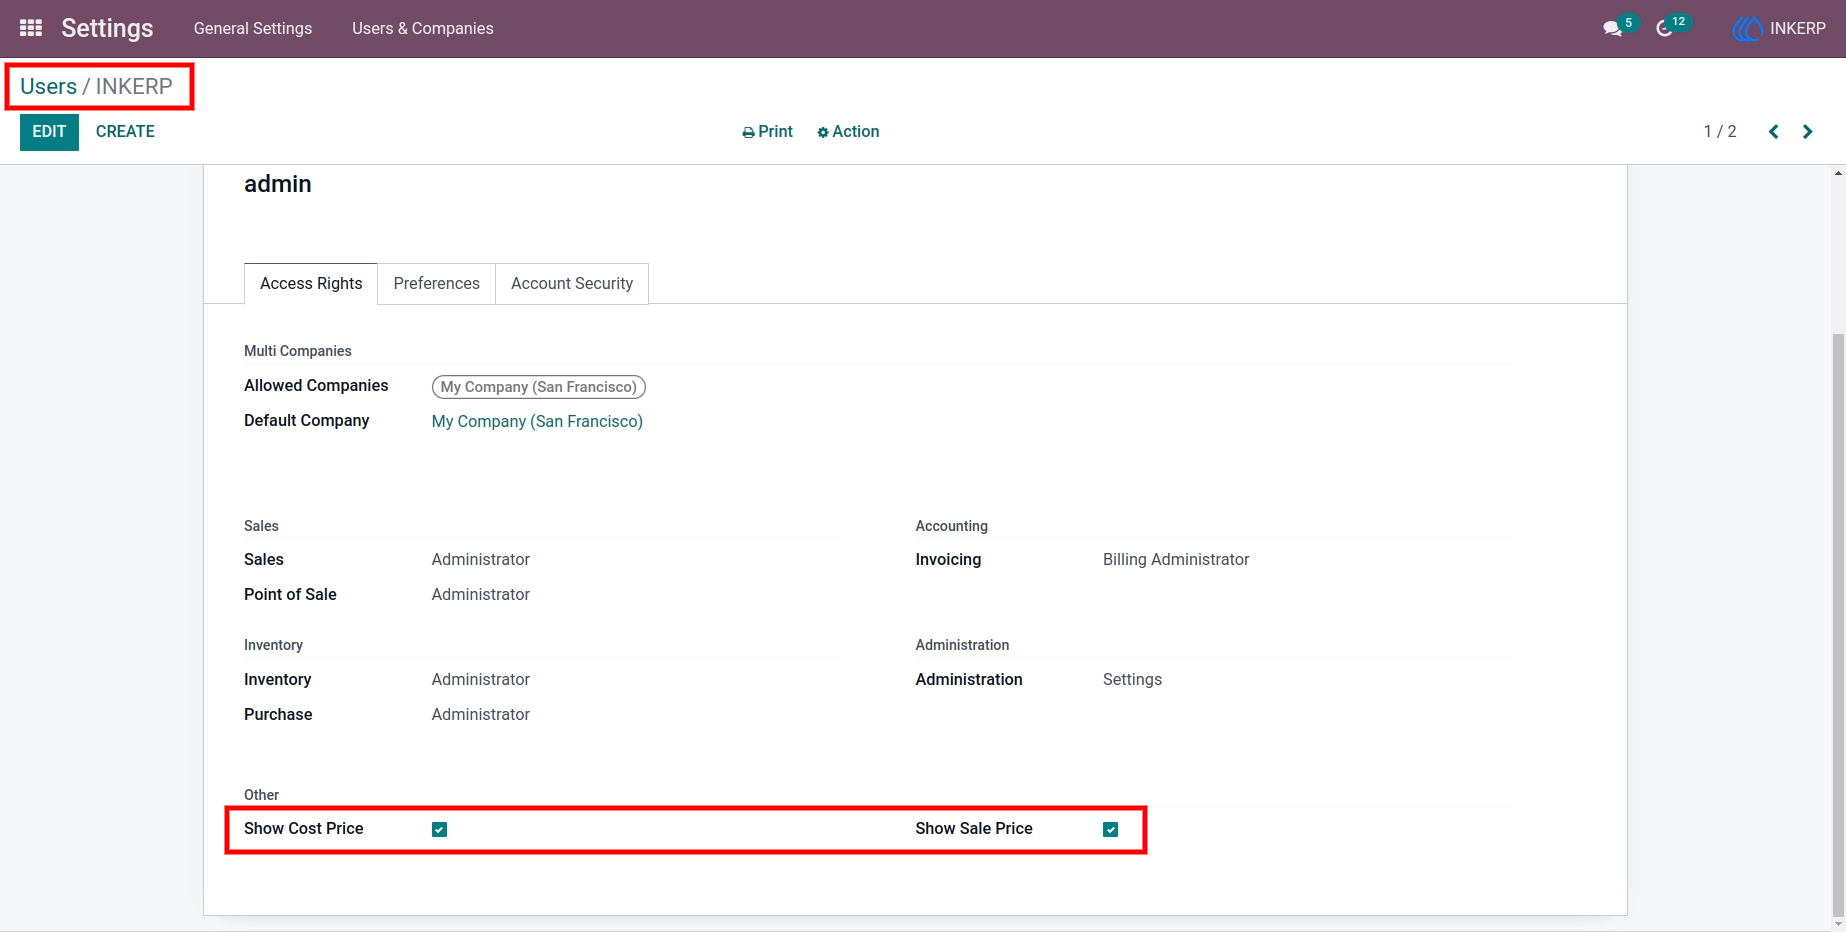 Settings General Settings Users & Companies 5 12 INKERP
Users / INKERP
EDIT CREATE Print Action 1 / 2
admin
Access Rights Preferences Account Security
Multi Companies
Allowed Companies My Company (San Francisco)
Default Company My Company (San Francisco)
Sales Accounting
Sales Administrator Invoicing Billing Administrator
Point of Sale Administrator
Inventory Administration
Inventory Administrator Administration Settings
Purchase Administrator
Other
Show Cost Price Show Sale Price